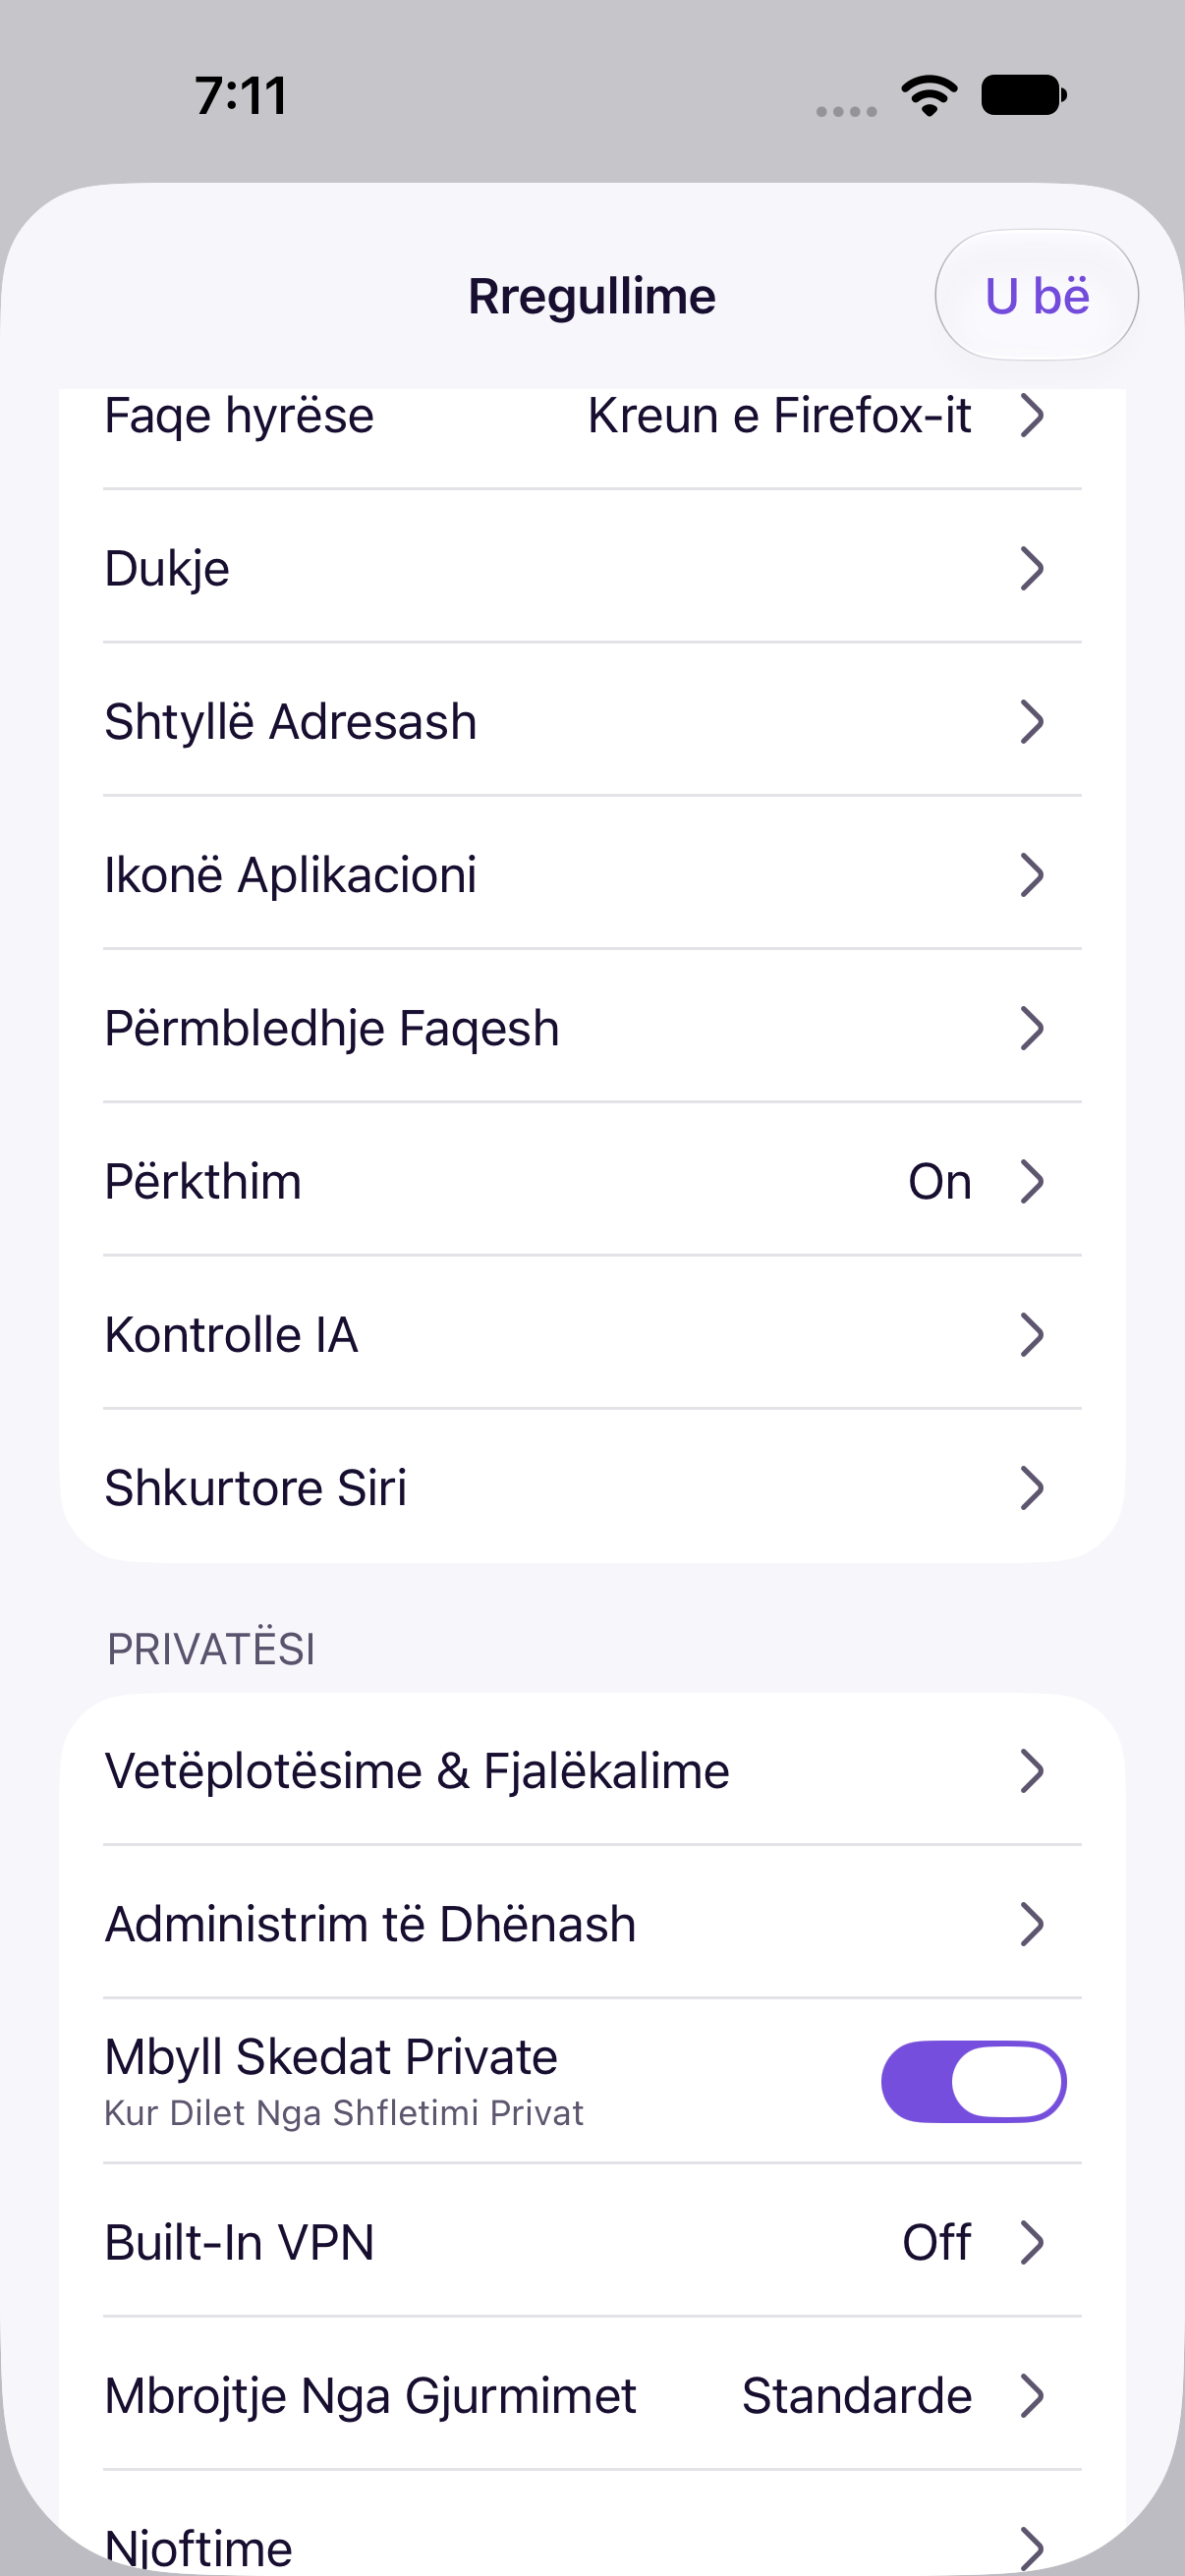 7:11
Rregullime
U bë
Faqe hyrëse Kreun e Firefox-it
Dukje
Shtyllë Adresash
Ikonë Aplikacioni
Përmbledhje Faqesh
Përkthim On
Kontrolle IA
Shkurtore Siri
PRIVATËSI
Vetëplotësime & Fjalëkalime
Administrim të Dhënash
Mbyll Skedat Private
Kur Dilet Nga Shfletimi Privat
Built-In VPN Off
Mbrojtje Nga Gjurmimet Standarde
Njoftime